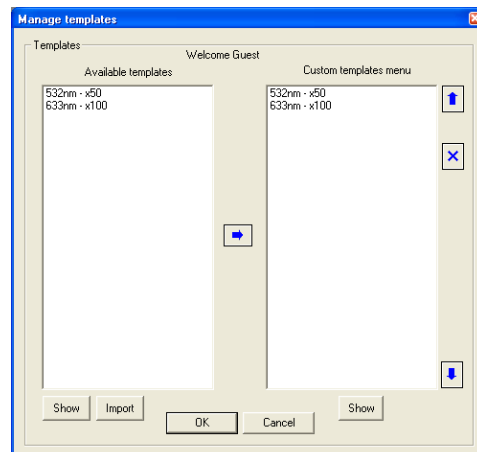 Manage templates
Templates
Welcome Guest
Available templates
Custom templates menu
532nm - x50
633nm - x100
532nm - x50
633nm - x100
Show
Import
Show
OK
Cancel